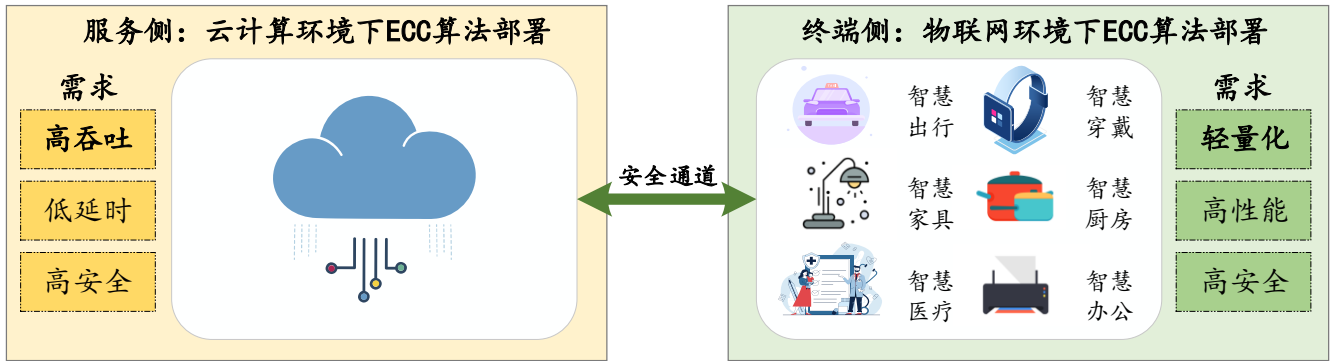 服务侧：云计算环境下ECC算法部署
需求
高吞吐
低延时
高安全
安全通道
终端侧：物联网环境下ECC算法部署
智慧
出行
智慧
穿戴
智慧
家具
智慧
厨房
智慧
医疗
智慧
办公
需求
轻量化
高性能
高安全